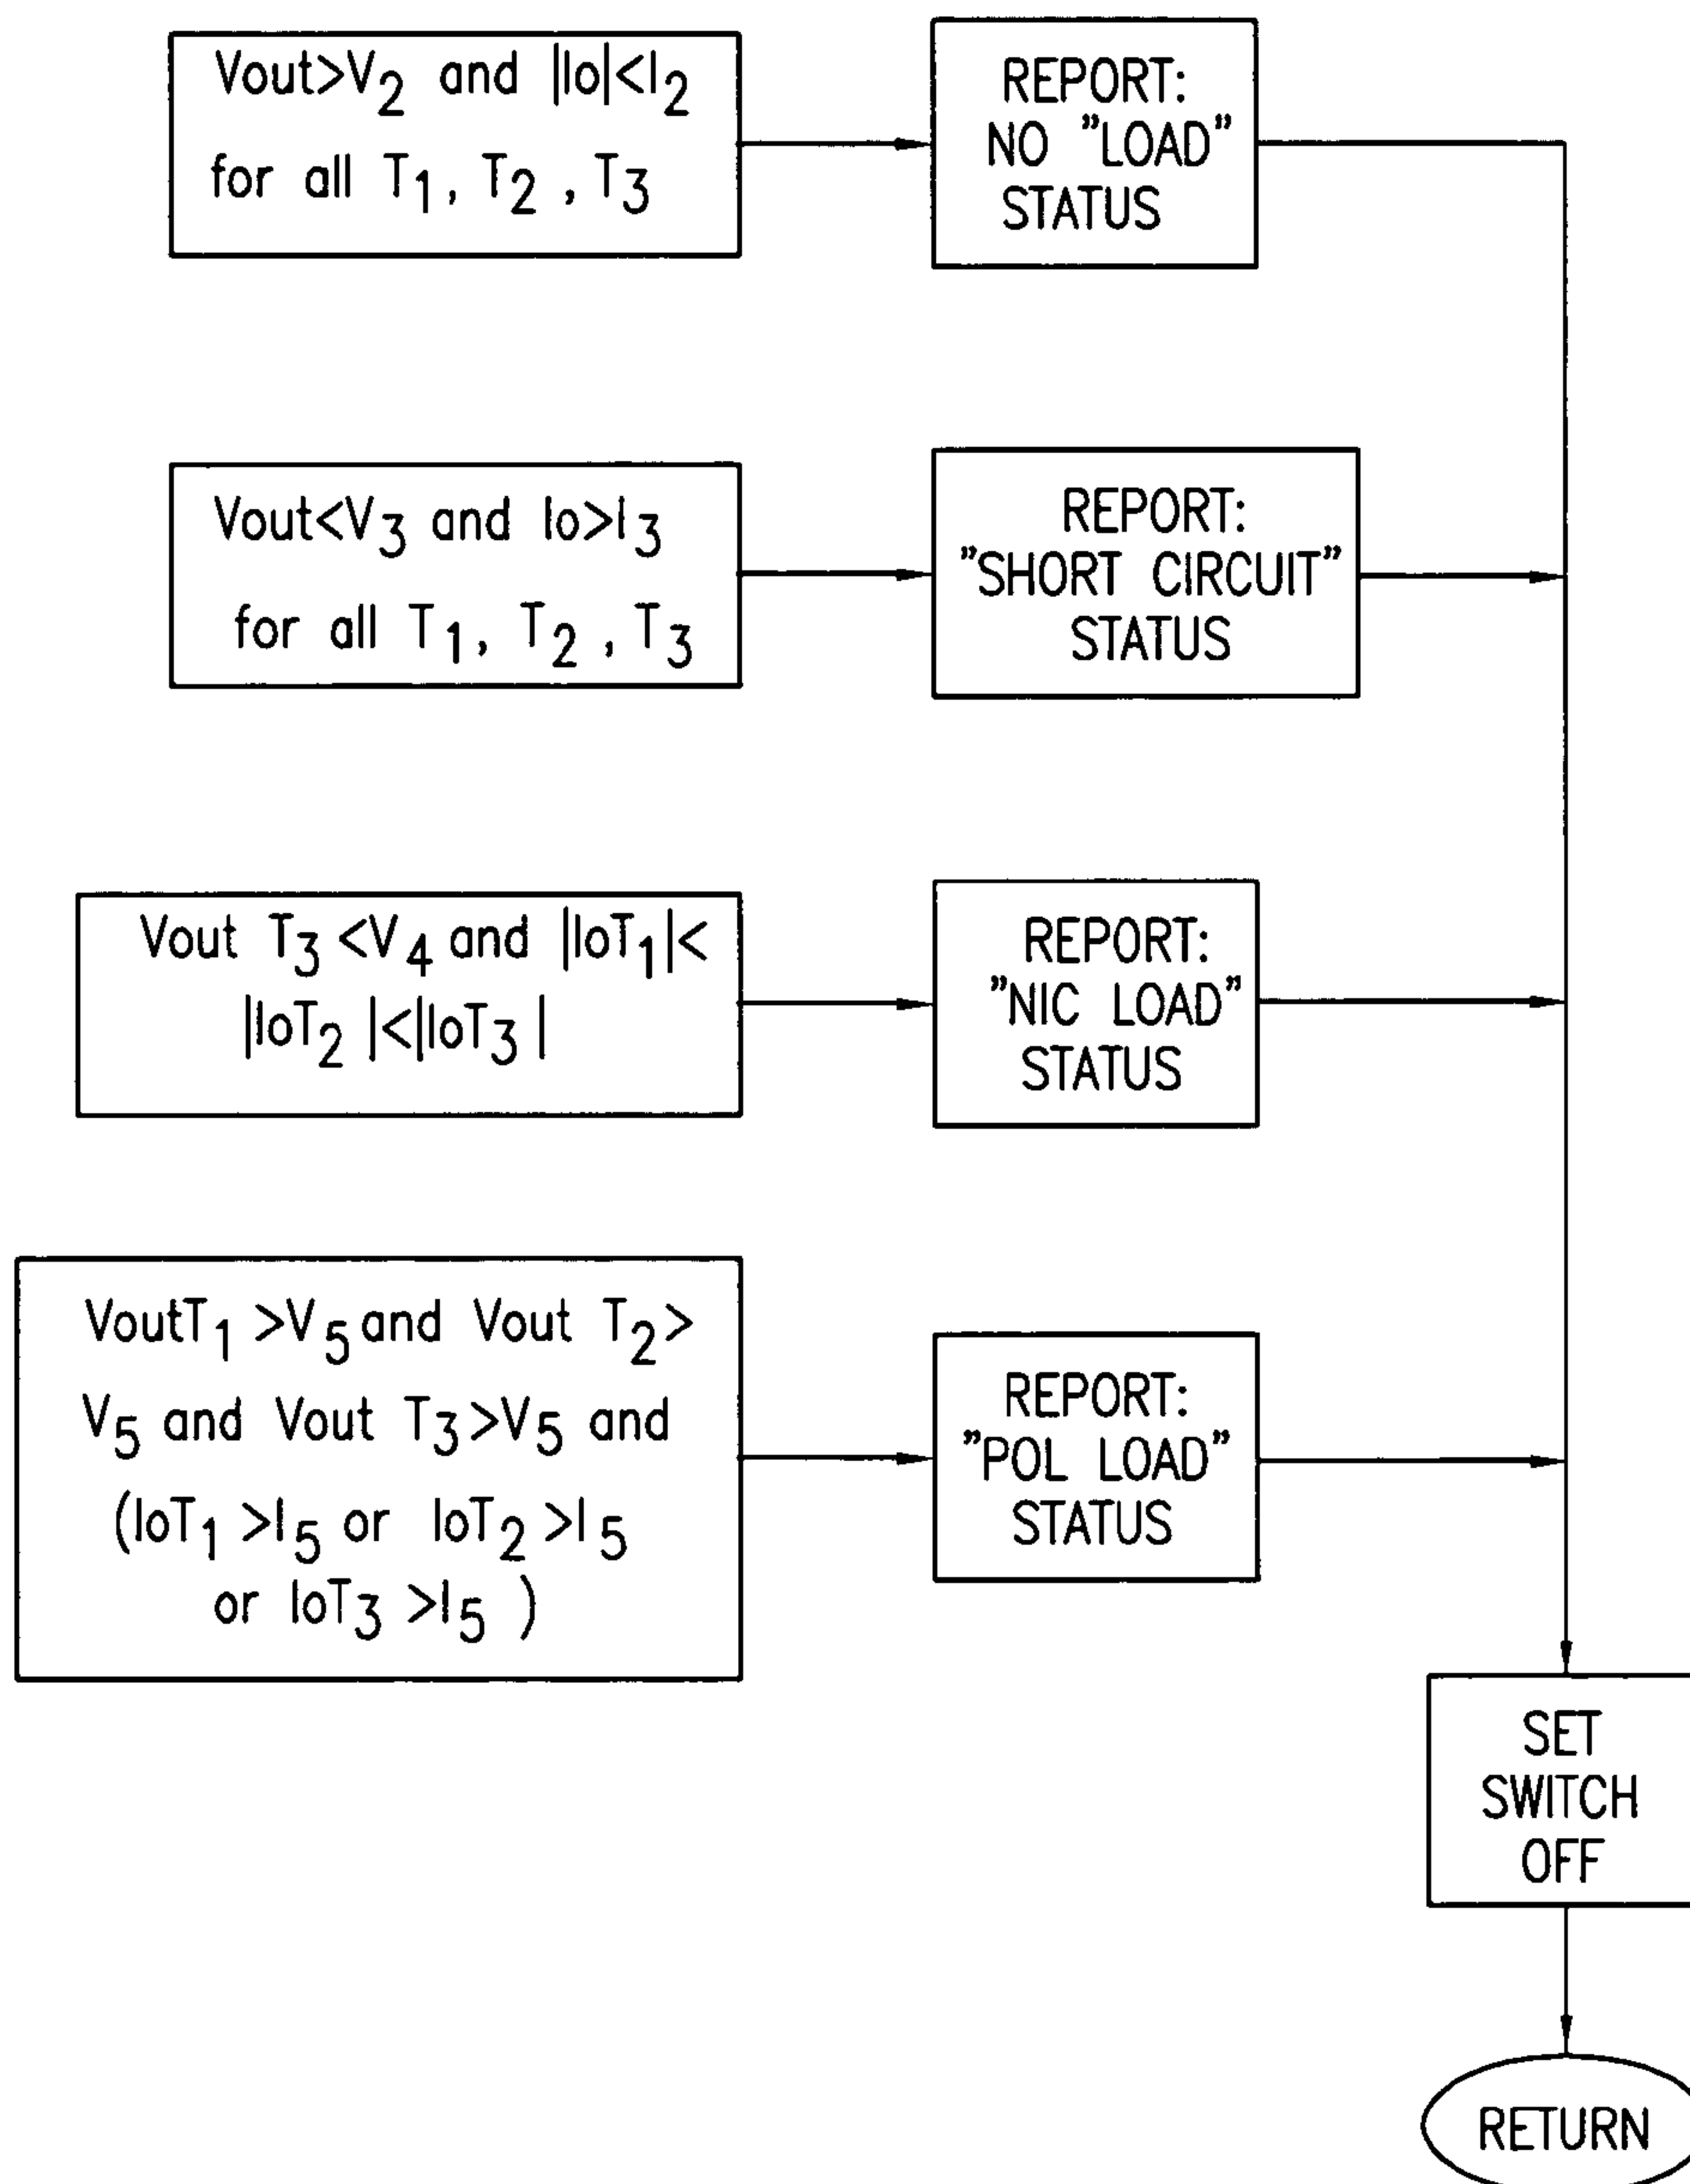 Vout>V2 and |Io|<I2
for all T1, T2, T3
REPORT:
NO "LOAD"
STATUS
Vout<V3 and Io>I3
for all T1, T2, T3
REPORT:
"SHORT CIRCUIT"
STATUS
Vout T3<V4 and |IoT1|<
|IoT2|<|IoT3|
REPORT:
"NIC LOAD"
STATUS
VoutT1>V5 and Vout T2>
V5 and Vout T3>V5 and
(IoT1>I5 or IoT2>I5
or IoT3>I5)
REPORT:
"POL LOAD"
STATUS
SET
SWITCH
OFF
RETURN